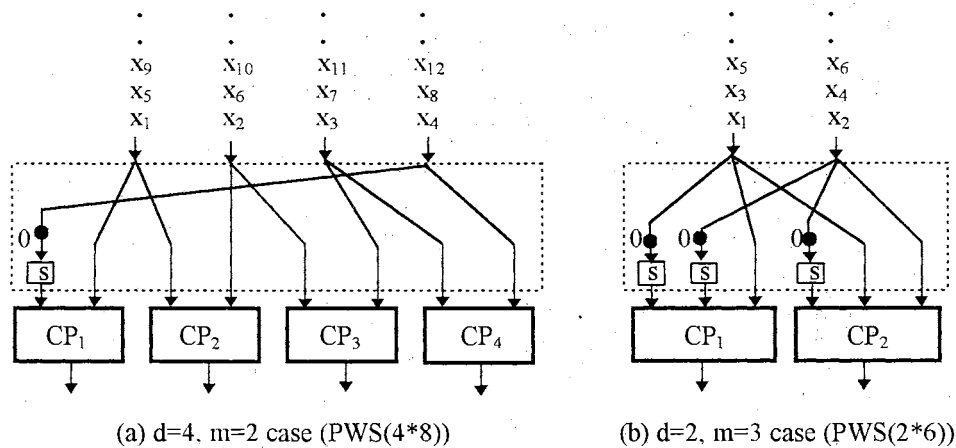 x₉ x₁₀ x₁₁ x₁₂ x₅ x₆
x₅ x₆ x₇ x₈ x₃ x₄
x₁ x₂ x₃ x₄ x₁ x₂
0 0 0 0
s s s s
CP₁ CP₂ CP₃ CP₄ CP₁ CP₂
(a) d=4, m=2 case (PWS(4*8)) (b) d=2, m=3 case (PWS(2*6))